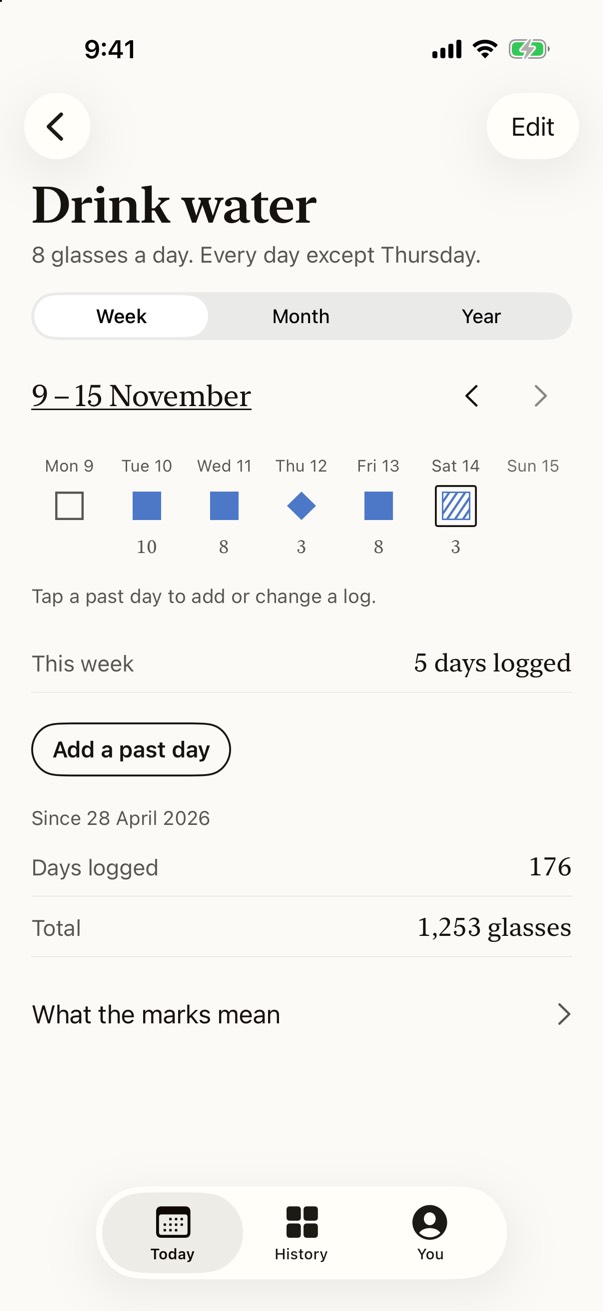 9:41
Edit
Drink water
8 glasses a day. Every day except Thursday.
Week Month Year
9 – 15 November
Mon 9 Tue 10 Wed 11 Thu 12 Fri 13 Sat 14 Sun 15
10 8 3 8 3
Tap a past day to add or change a log.
This week 5 days logged
Add a past day
Since 28 April 2026
Days logged 176
Total 1,253 glasses
What the marks mean
Today History You